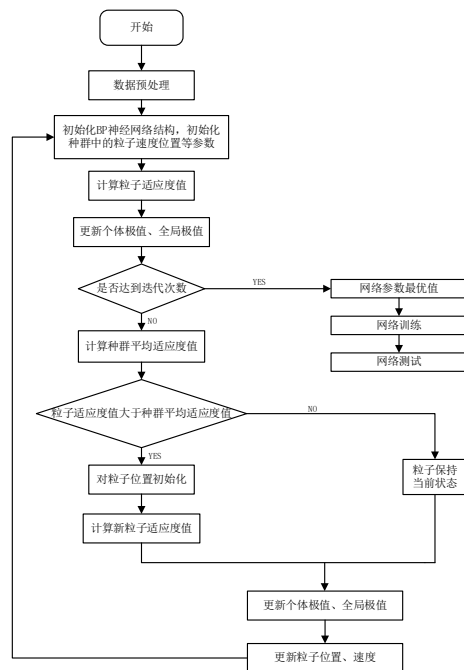 开始
数据预处理
初始化BP神经网络结构，初始化
种群中的粒子速度位置等参数
计算粒子适应度值
更新个体极值、全局极值
是否达到迭代次数
YES
网络参数最优值
网络训练
网络测试
NO
计算种群平均适应度值
粒子适应度值大于种群平均适应度值
NO
YES
粒子保持
当前状态
对粒子位置初始化
计算新粒子适应度值
更新个体极值、全局极值
更新粒子位置、速度